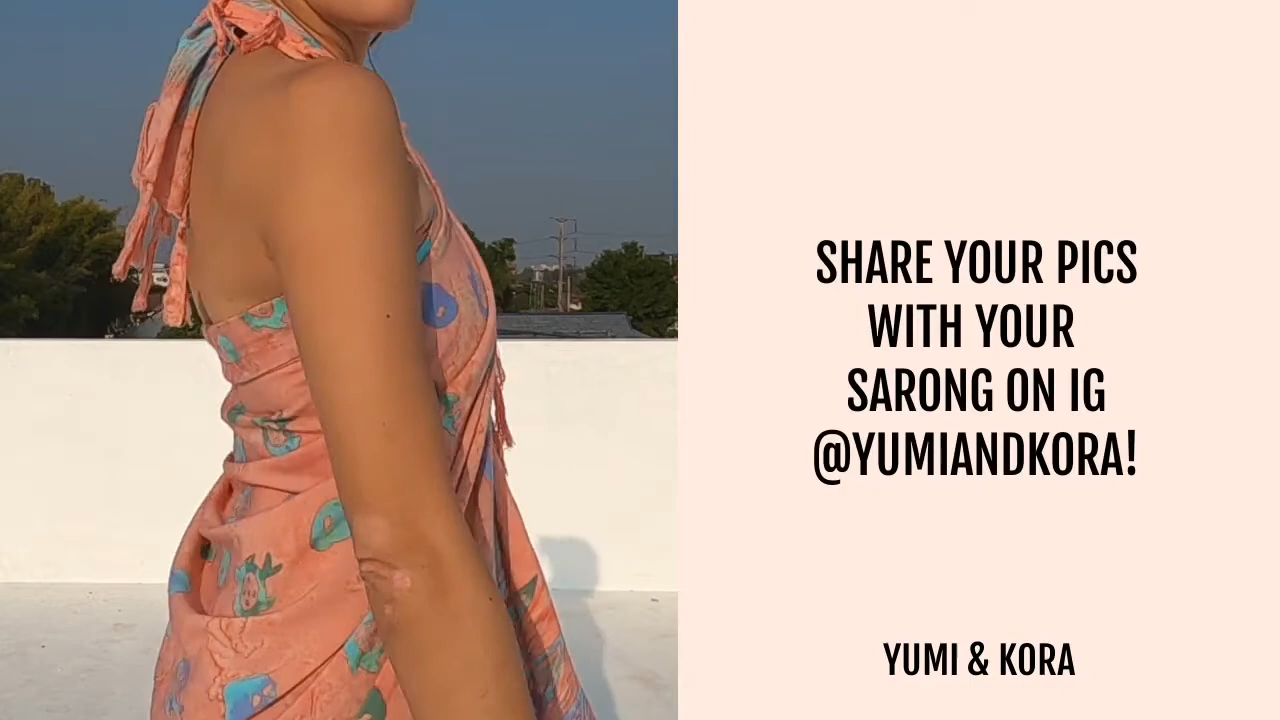 SHARE YOUR PICS
WITH YOUR
SARONG ON IG
@YUMIANDKORA!
YUMI & KORA